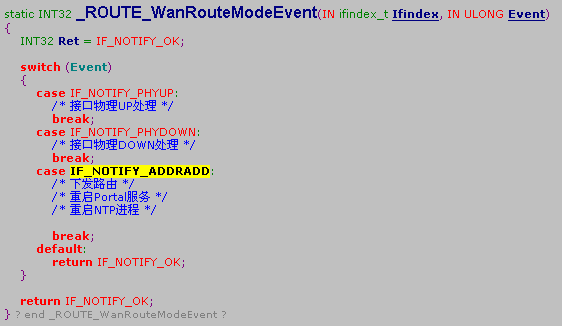 static INT32 _ROUTE_WanRouteModeEvent(IN ifindex_t Ifindex, IN ULONG Event)
{
INT32 Ret = IF_NOTIFY_OK;
switch (Event)
{
case IF_NOTIFY_PHYUP:
/* 接口物理UP处理 */
break;
case IF_NOTIFY_PHYDOWN:
/* 接口物理DOWN处理 */
break;
case IF_NOTIFY_ADDRADD:
/* 下发路由 */
/* 重启Portal服务 */
/* 重启NTP进程 */
break;
default:
return IF_NOTIFY_OK;
}
return IF_NOTIFY_OK;
} ? end _ROUTE_WanRouteModeEvent ?